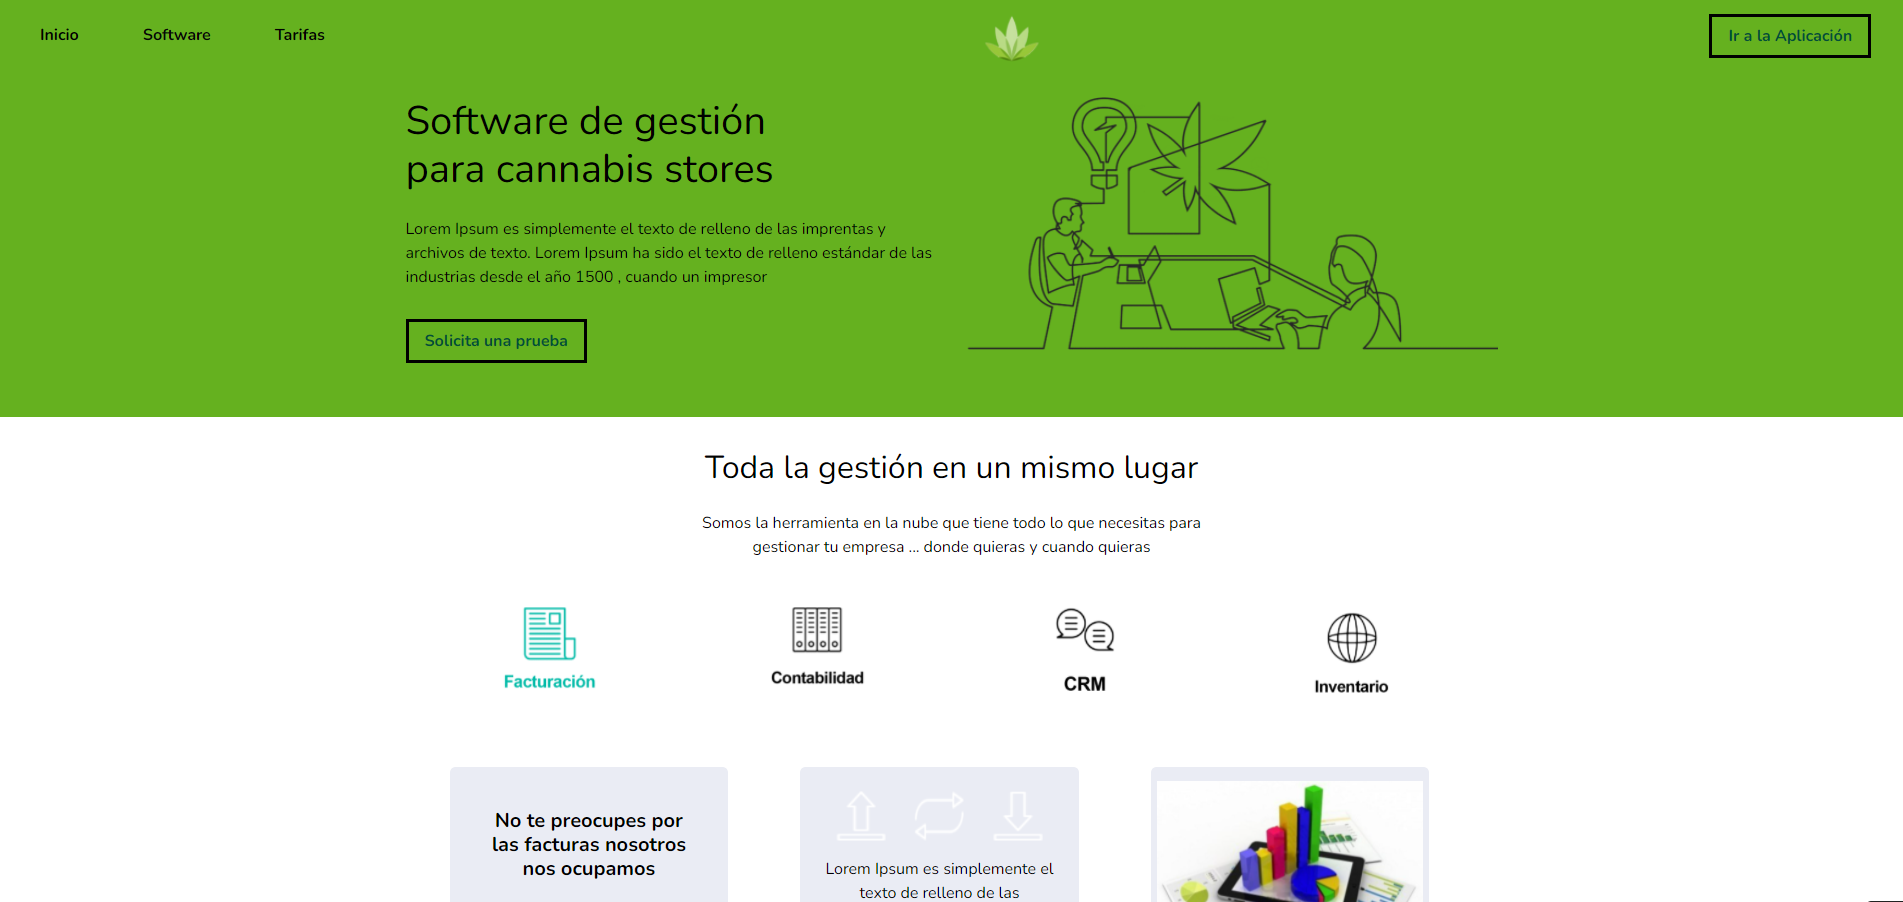 Inicio
Software
Tarifas
Ir a la Aplicación
Software de gestión
para cannabis stores
Lorem Ipsum es simplemente el texto de relleno de las imprentas y
archivos de texto. Lorem Ipsum ha sido el texto de relleno estándar de las
industrias desde el año 1500 , cuando un impresor
Solicita una prueba
Toda la gestión en un mismo lugar
Somos la herramienta en la nube que tiene todo lo que necesitas para
gestionar tu empresa ... donde quieras y cuando quieras
Facturación
Contabilidad
CRM
Inventario
No te preocupes por
las facturas nosotros
nos ocupamos
Lorem Ipsum es simplemente el
texto de relleno de las